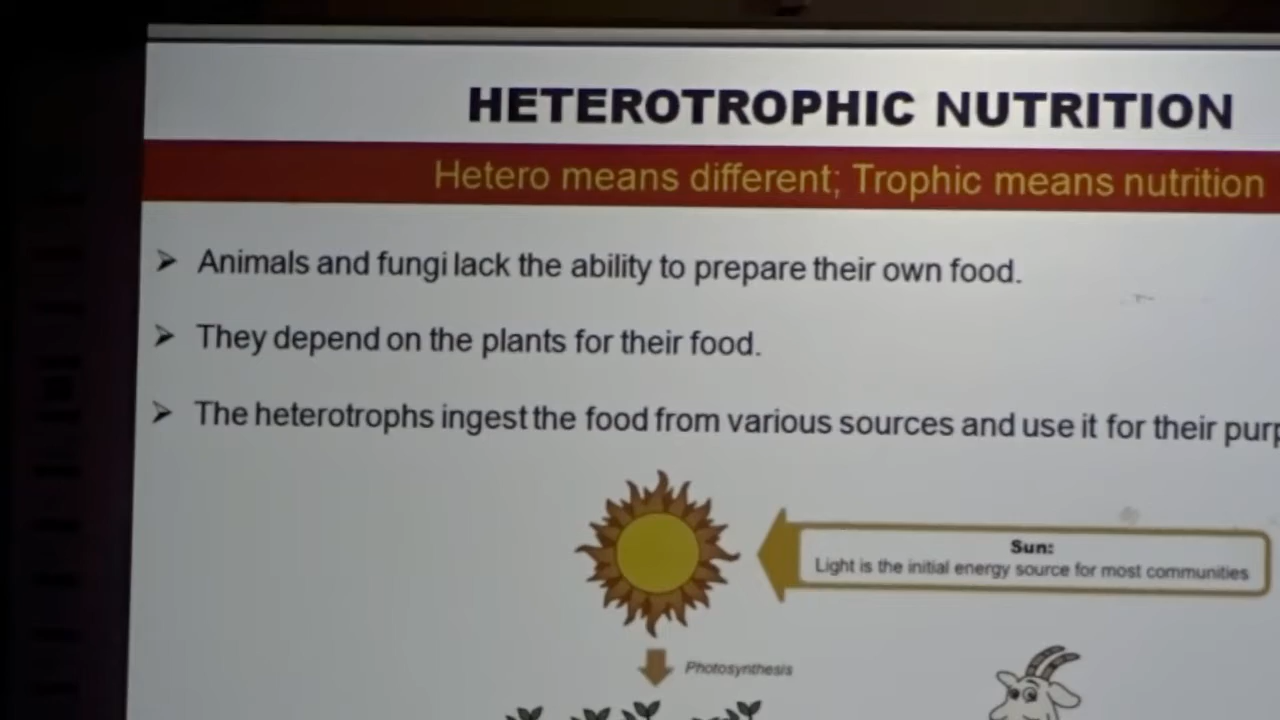 HETEROTROPHIC NUTRITION
Hetero means different; Trophic means nutrition
Animals and fungi lack the ability to prepare their own food.
They depend on the plants for their food.
The heterotrophs ingest the food from various sources and use it for their
Sun:
Light is the initial energy source for most communities
Photosynthesis